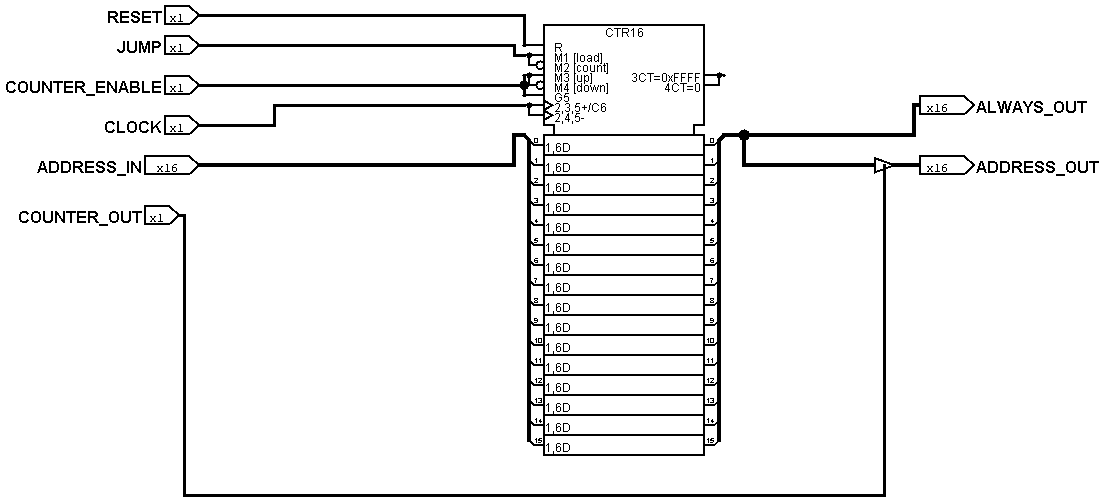 RESET x1
JUMP x1
COUNTER_ENABLE x1
CLOCK x1
ADDRESS_IN x16
COUNTER_OUT x1
CTR16
R
M1 [load]
M2 [count]
M3 [up]
M4 [down]
G5
2,3,5+/C6
2,4,5-
3CT=0xFFFF
4CT=0
0 1,6D 0
1 1,6D 1
2 1,6D 2
3 1,6D 3
4 1,6D 4
5 1,6D 5
6 1,6D 6
7 1,6D 7
8 1,6D 8
9 1,6D 9
10 1,6D 10
11 1,6D 11
12 1,6D 12
13 1,6D 13
14 1,6D 14
15 1,6D 15
x16 ALWAYS_OUT
x16 ADDRESS_OUT